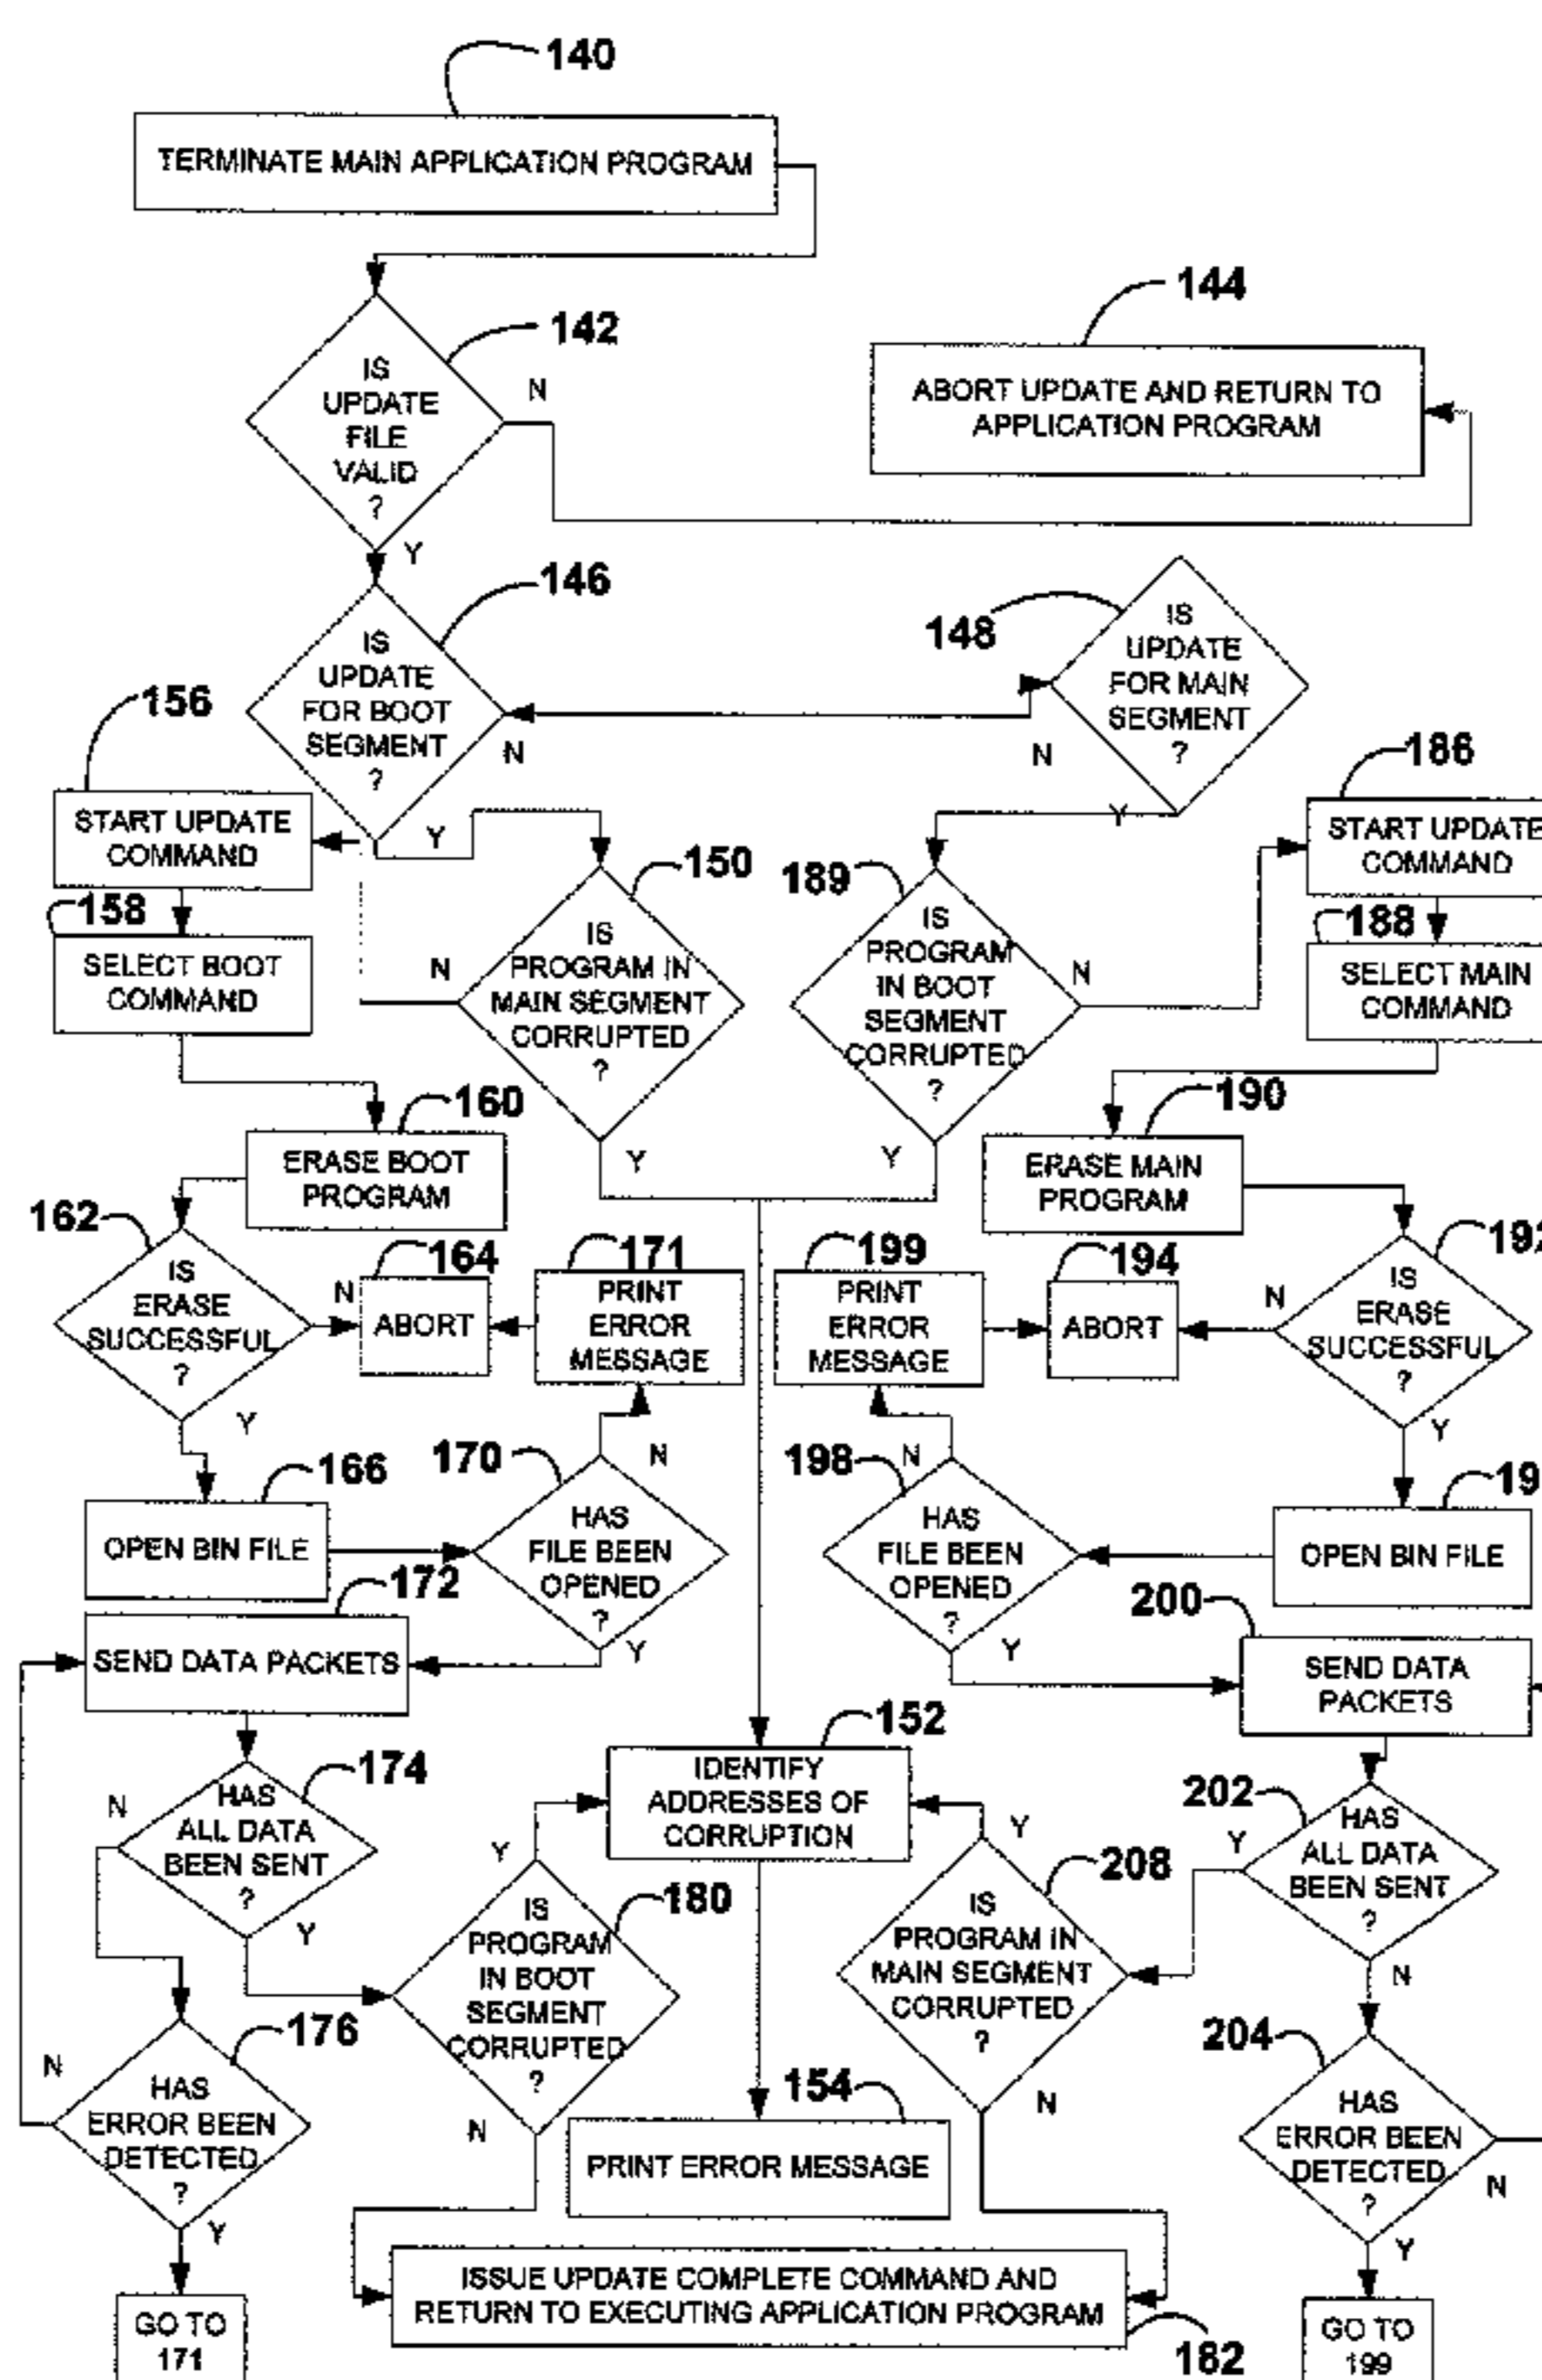 140
TERMINATE MAIN APPLICATION PROGRAM
142
IS
UPDATE
FILE
VALID
?
N
Y
144
ABORT UPDATE AND RETURN TO
APPLICATION PROGRAM
146
IS
UPDATE
FOR BOOT
SEGMENT
?
N
Y
148
IS
UPDATE
FOR MAIN
SEGMENT
?
N
Y
156
START UPDATE
COMMAND
158
SELECT BOOT
COMMAND
150
IS
PROGRAM IN
MAIN SEGMENT
CORRUPTED
?
N
Y
189
IS
PROGRAM
IN BOOT
SEGMENT
CORRUPTED
?
N
Y
186
START UPDATE
COMMAND
188
SELECT MAIN
COMMAND
160
ERASE BOOT
PROGRAM
190
ERASE MAIN
PROGRAM
162
IS
ERASE
SUCCESSFUL
?
N
Y
164
ABORT
171
PRINT
ERROR
MESSAGE
199
PRINT
ERROR
MESSAGE
194
ABORT
IS
ERASE
SUCCESSFUL
?
N
Y
166
OPEN BIN FILE
170
HAS
FILE BEEN
OPENED
?
N
Y
198
HAS
FILE BEEN
OPENED
?
N
Y
OPEN BIN FILE
172
SEND DATA PACKETS
200
SEND DATA
PACKETS
152
IDENTIFY
ADDRESSES OF
CORRUPTION
174
HAS
ALL DATA
BEEN SENT
?
N
Y
180
IS
PROGRAM
IN BOOT
SEGMENT
CORRUPTED
?
Y
N
208
IS
PROGRAM IN
MAIN SEGMENT
CORRUPTED
?
Y
N
202
HAS
ALL DATA
BEEN SENT
?
Y
N
176
HAS
ERROR BEEN
DETECTED
?
N
Y
154
PRINT ERROR MESSAGE
204
HAS
ERROR BEEN
DETECTED
?
N
Y
ISSUE UPDATE COMPLETE COMMAND AND
RETURN TO EXECUTING APPLICATION PROGRAM
182
GO TO
171
GO TO
199